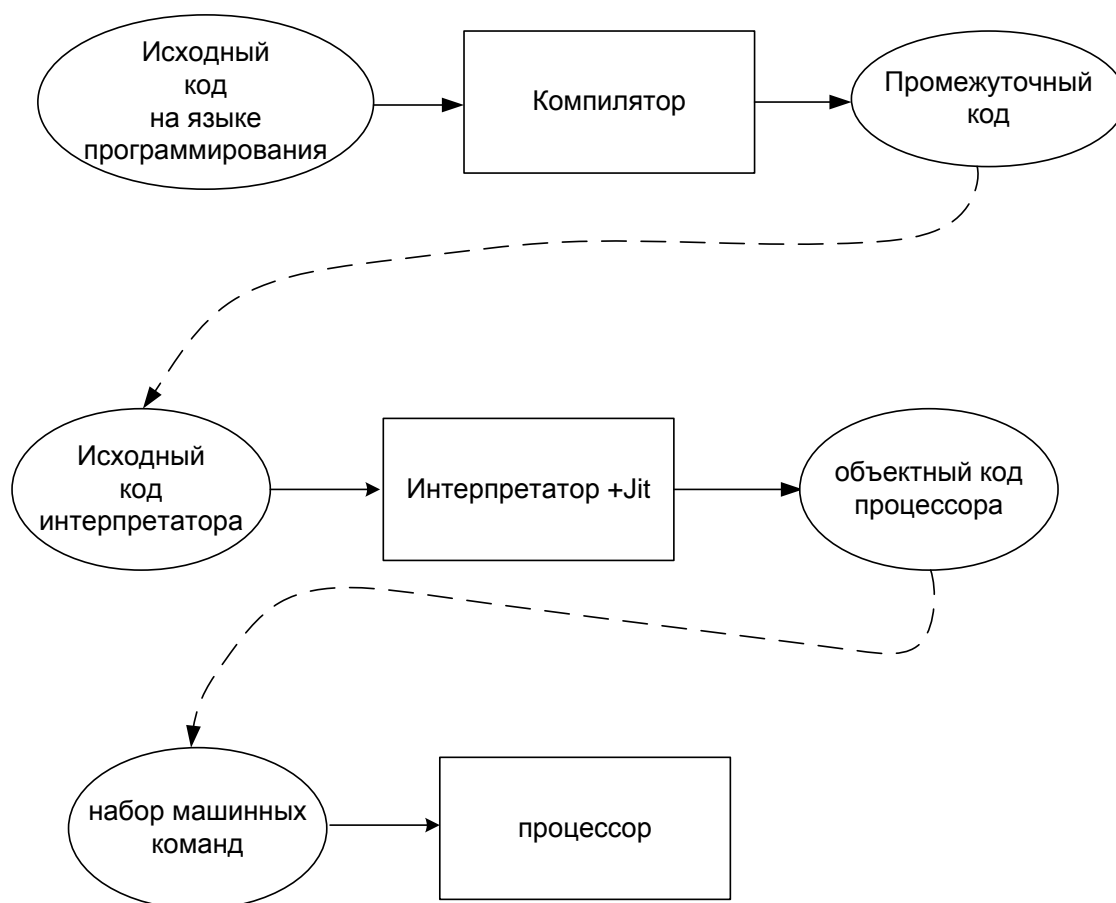 Исходный
код
на языке
программирования
Компилятор
Промежуточный
код
Исходный
код
интерпретатора
Интерпретатор +Jit
объектный код
процессора
набор машинных
команд
процессор